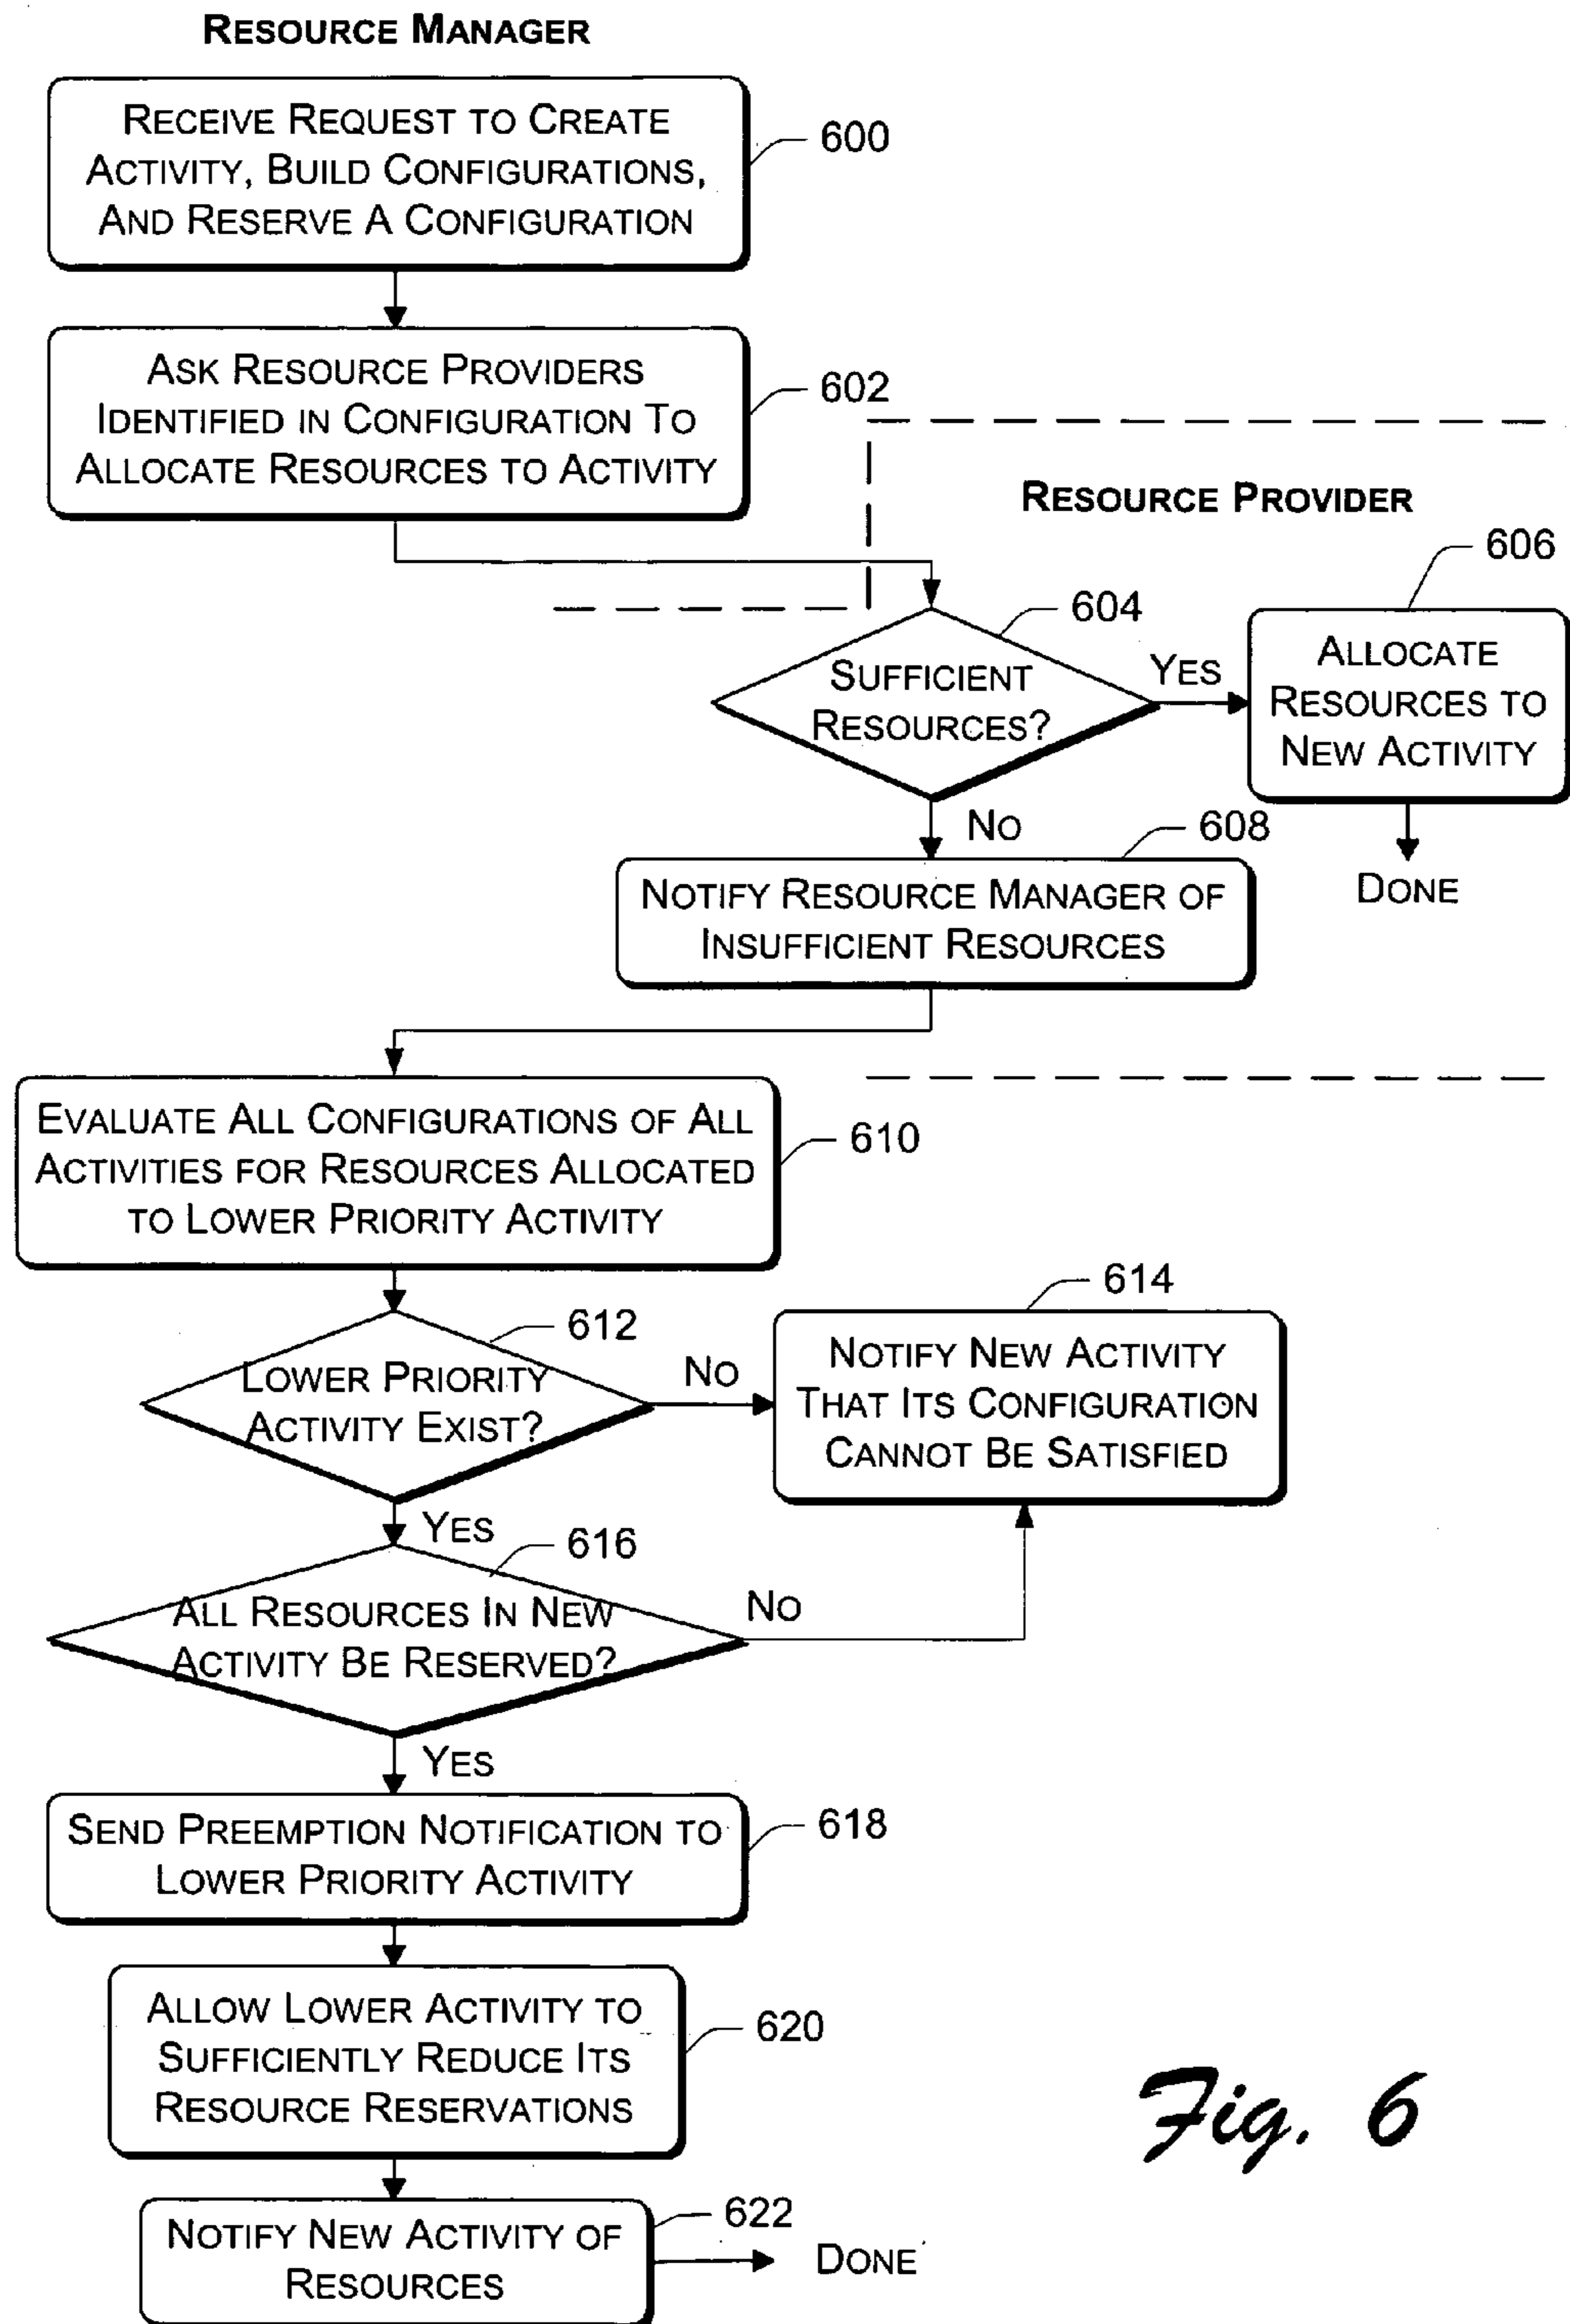 RESOURCE MANAGER
RECEIVE REQUEST TO CREATE
ACTIVITY, BUILD CONFIGURATIONS,
AND RESERVE A CONFIGURATION
600
ASK RESOURCE PROVIDERS
IDENTIFIED IN CONFIGURATION TO
ALLOCATE RESOURCES TO ACTIVITY
602
RESOURCE PROVIDER
604
SUFFICIENT
RESOURCES?
YES
606
ALLOCATE
RESOURCES TO
NEW ACTIVITY
DONE
NO
608
NOTIFY RESOURCE MANAGER OF
INSUFFICIENT RESOURCES
EVALUATE ALL CONFIGURATIONS OF ALL
ACTIVITIES FOR RESOURCES ALLOCATED
TO LOWER PRIORITY ACTIVITY
610
612
LOWER PRIORITY
ACTIVITY EXIST?
NO
614
NOTIFY NEW ACTIVITY
THAT ITS CONFIGURATION
CANNOT BE SATISFIED
YES
616
ALL RESOURCES IN NEW
ACTIVITY BE RESERVED?
NO
YES
SEND PREEMPTION NOTIFICATION TO
LOWER PRIORITY ACTIVITY
618
ALLOW LOWER ACTIVITY TO
SUFFICIENTLY REDUCE ITS
RESOURCE RESERVATIONS
620
NOTIFY NEW ACTIVITY OF
RESOURCES
622
DONE
Fig. 6